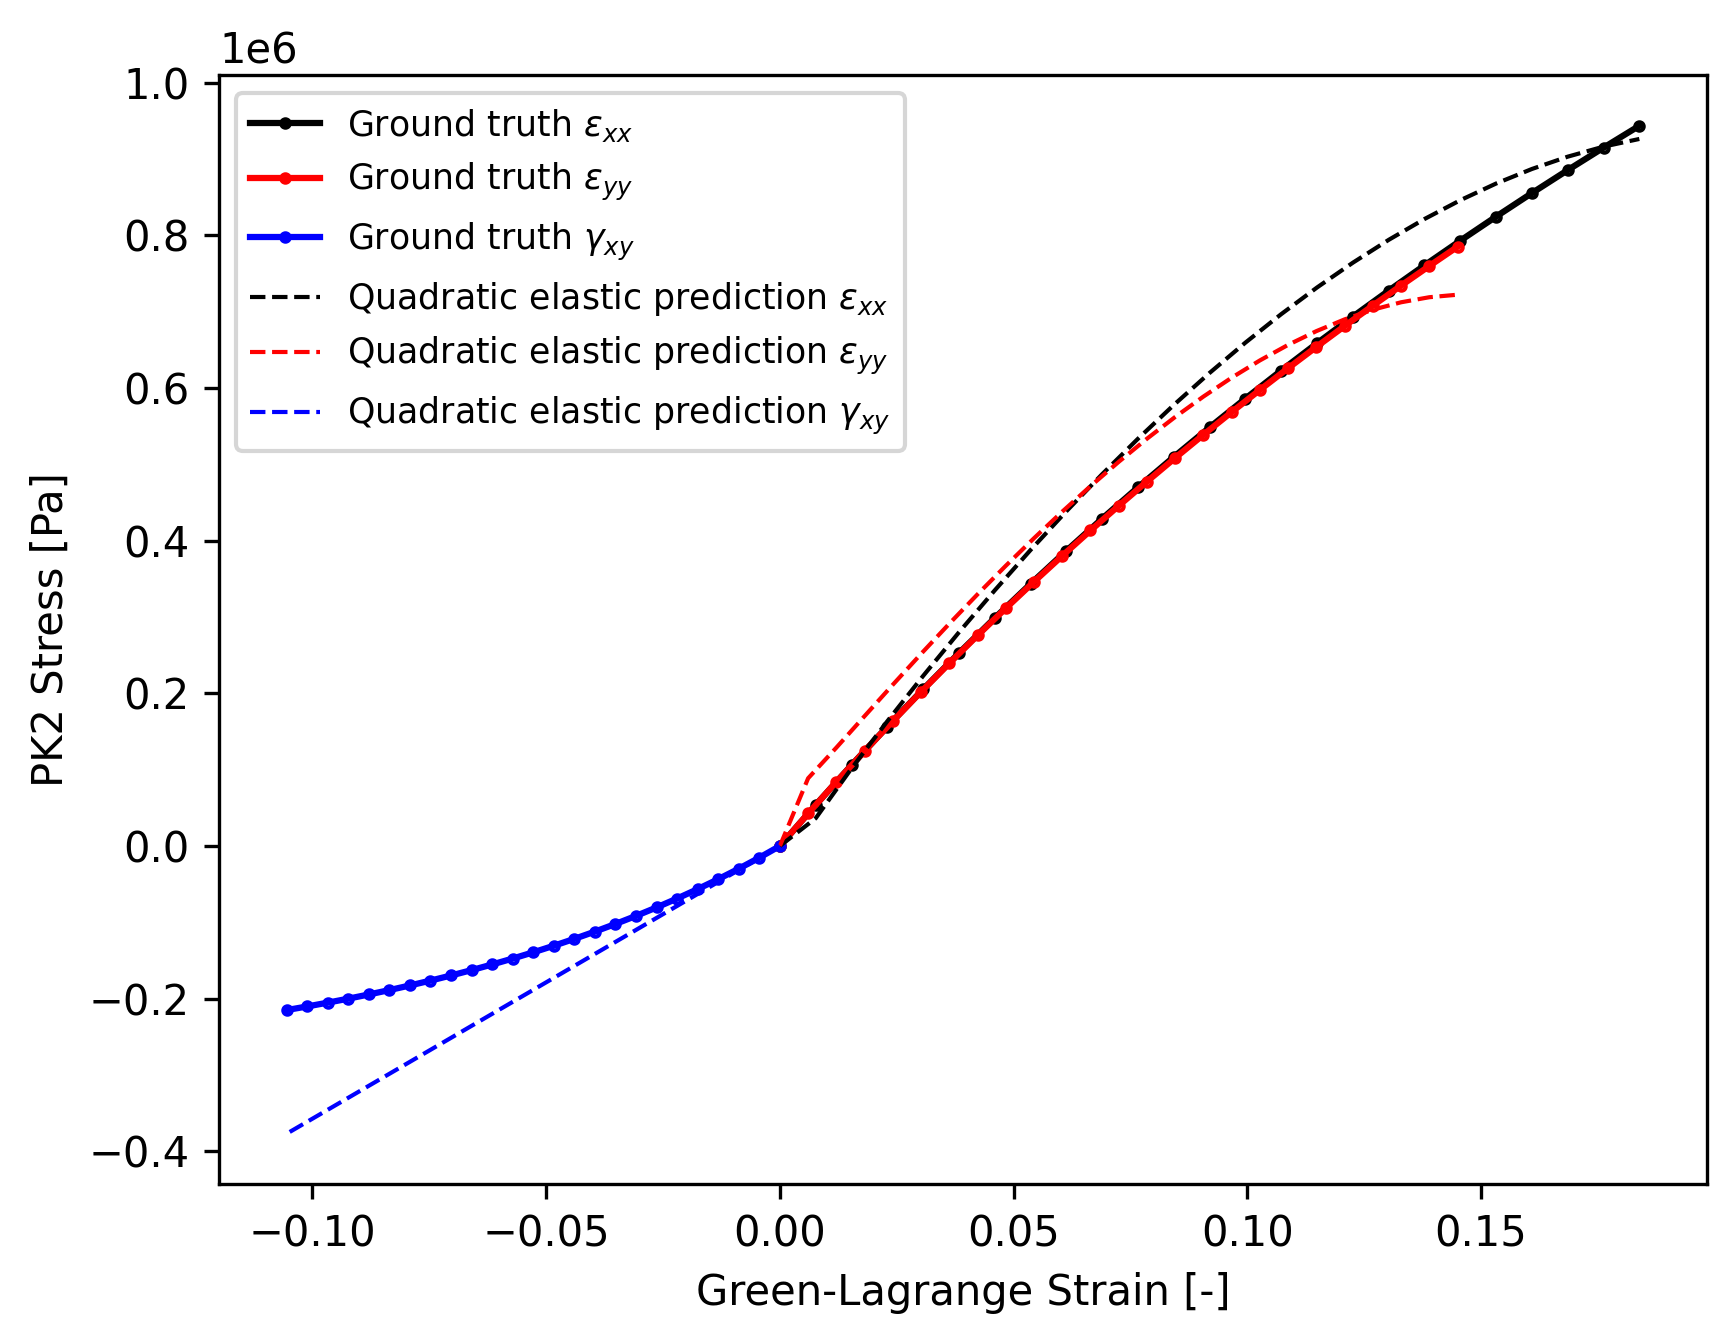 1e6
1.0
0.8
0.6
0.4
0.2
0.0
−0.2
−0.4
PK2 Stress [Pa]
Ground truth εxx
Ground truth εyy
Ground truth γxy
Quadratic elastic prediction εxx
Quadratic elastic prediction εyy
Quadratic elastic prediction γxy
−0.10 −0.05 0.00 0.05 0.10 0.15
Green-Lagrange Strain [-]